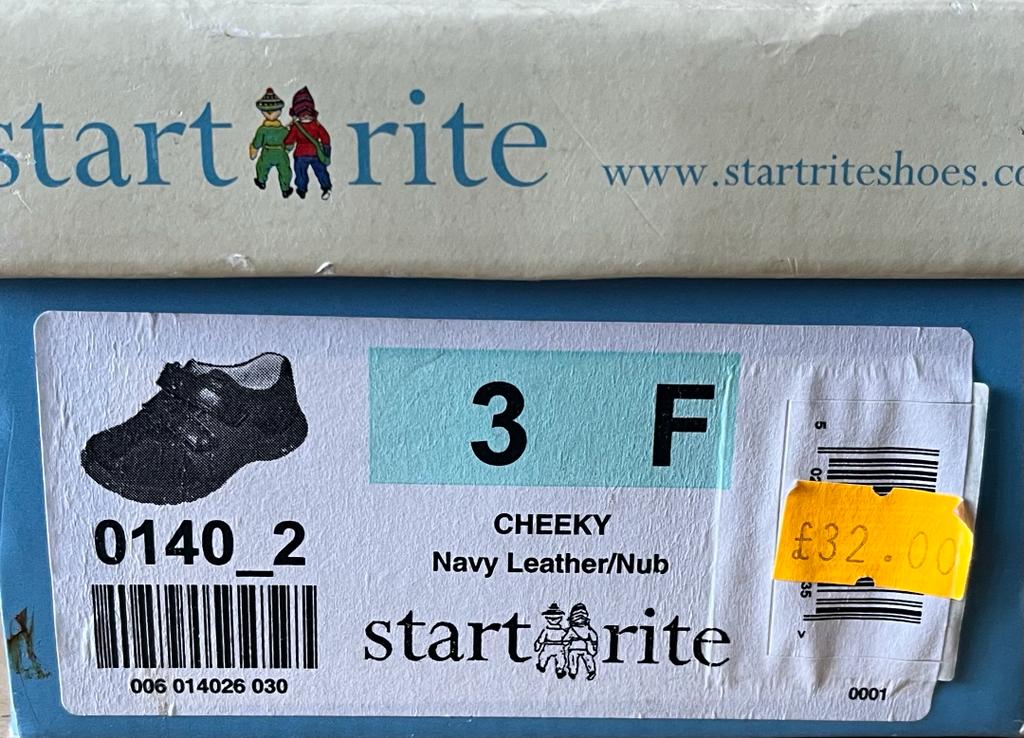 start rite
www.startriteshoes.co
3 F
0140_2
CHEEKY
Navy Leather/Nub
start rite
006 014026 030
5
£32.00
0001